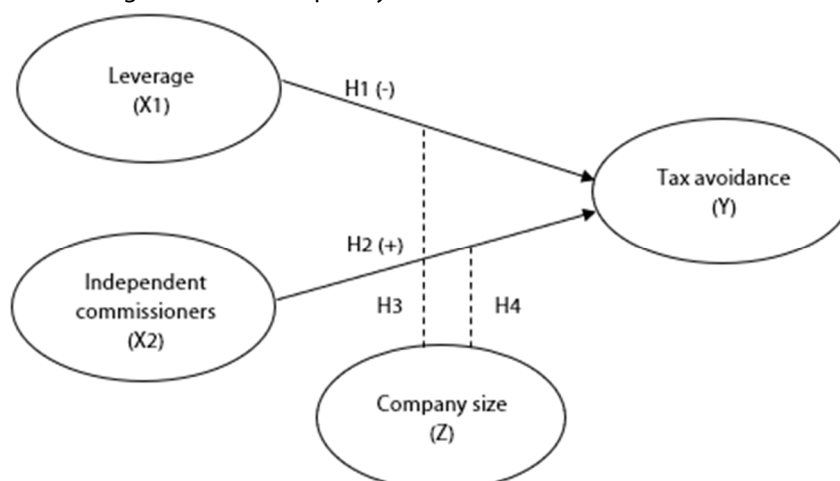 Leverage
(X1)
H1 (-)
Tax avoidance
(Y)
H2 (+)
Independent
commissioners
(X2)
H3
H4
Company size
(Z)